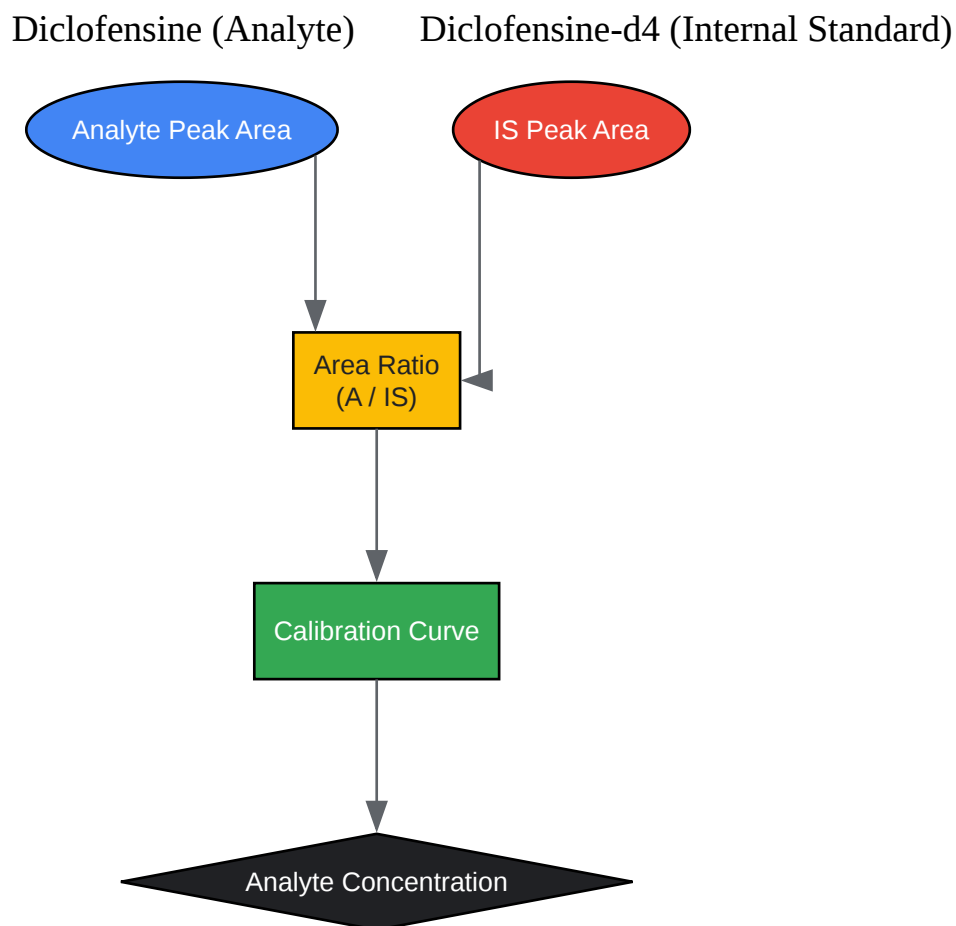 Diclofensine (Analyte)
Diclofensine-d4 (Internal Standard)
Analyte Peak Area
IS Peak Area
Area Ratio
(A / IS)
Calibration Curve
Analyte Concentration